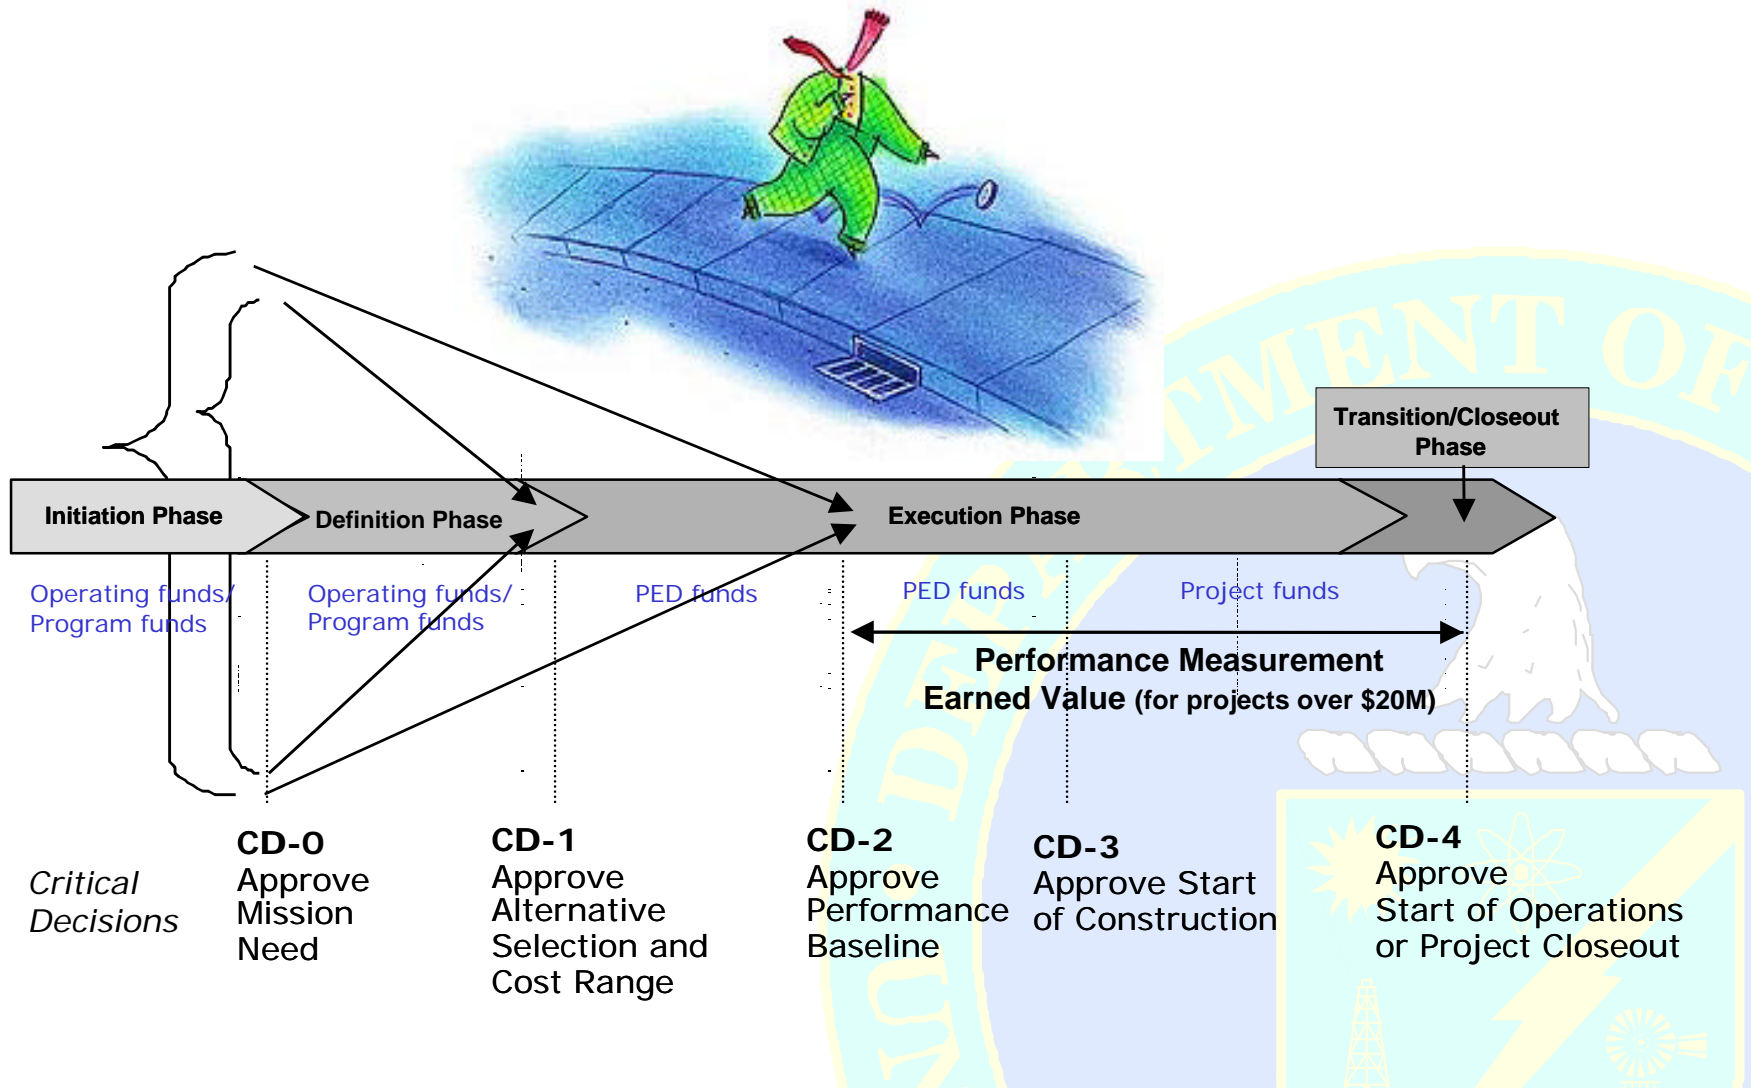 Transition/Closeout
Phase
Initiation Phase
Definition Phase
Execution Phase
Operating funds/
Program funds
Operating funds/
Program funds
PED funds
PED funds
Project funds
Performance Measurement
Earned Value (for projects over $20M)
Critical
Decisions
CD-0
Approve
Mission
Need
CD-1
Approve
Alternative
Selection and
Cost Range
CD-2
Approve
Performance
Baseline
CD-3
Approve Start
of Construction
CD-4
Approve
Start of Operations
or Project Closeout
DEPARTMENT OF